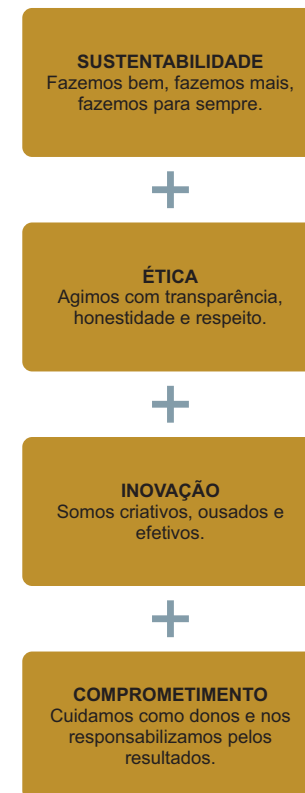 SUSTENTABILIDADE
Fazemos bem, fazemos mais,
fazemos para sempre.
+
ÉTICA
Agimos com transparência,
honestidade e respeito.
+
INOVAÇÃO
Somos criativos, ousados e
efetivos.
+
COMPROMETIMENTO
Cuidamos como donos e nos
responsabilizamos pelos
resultados.